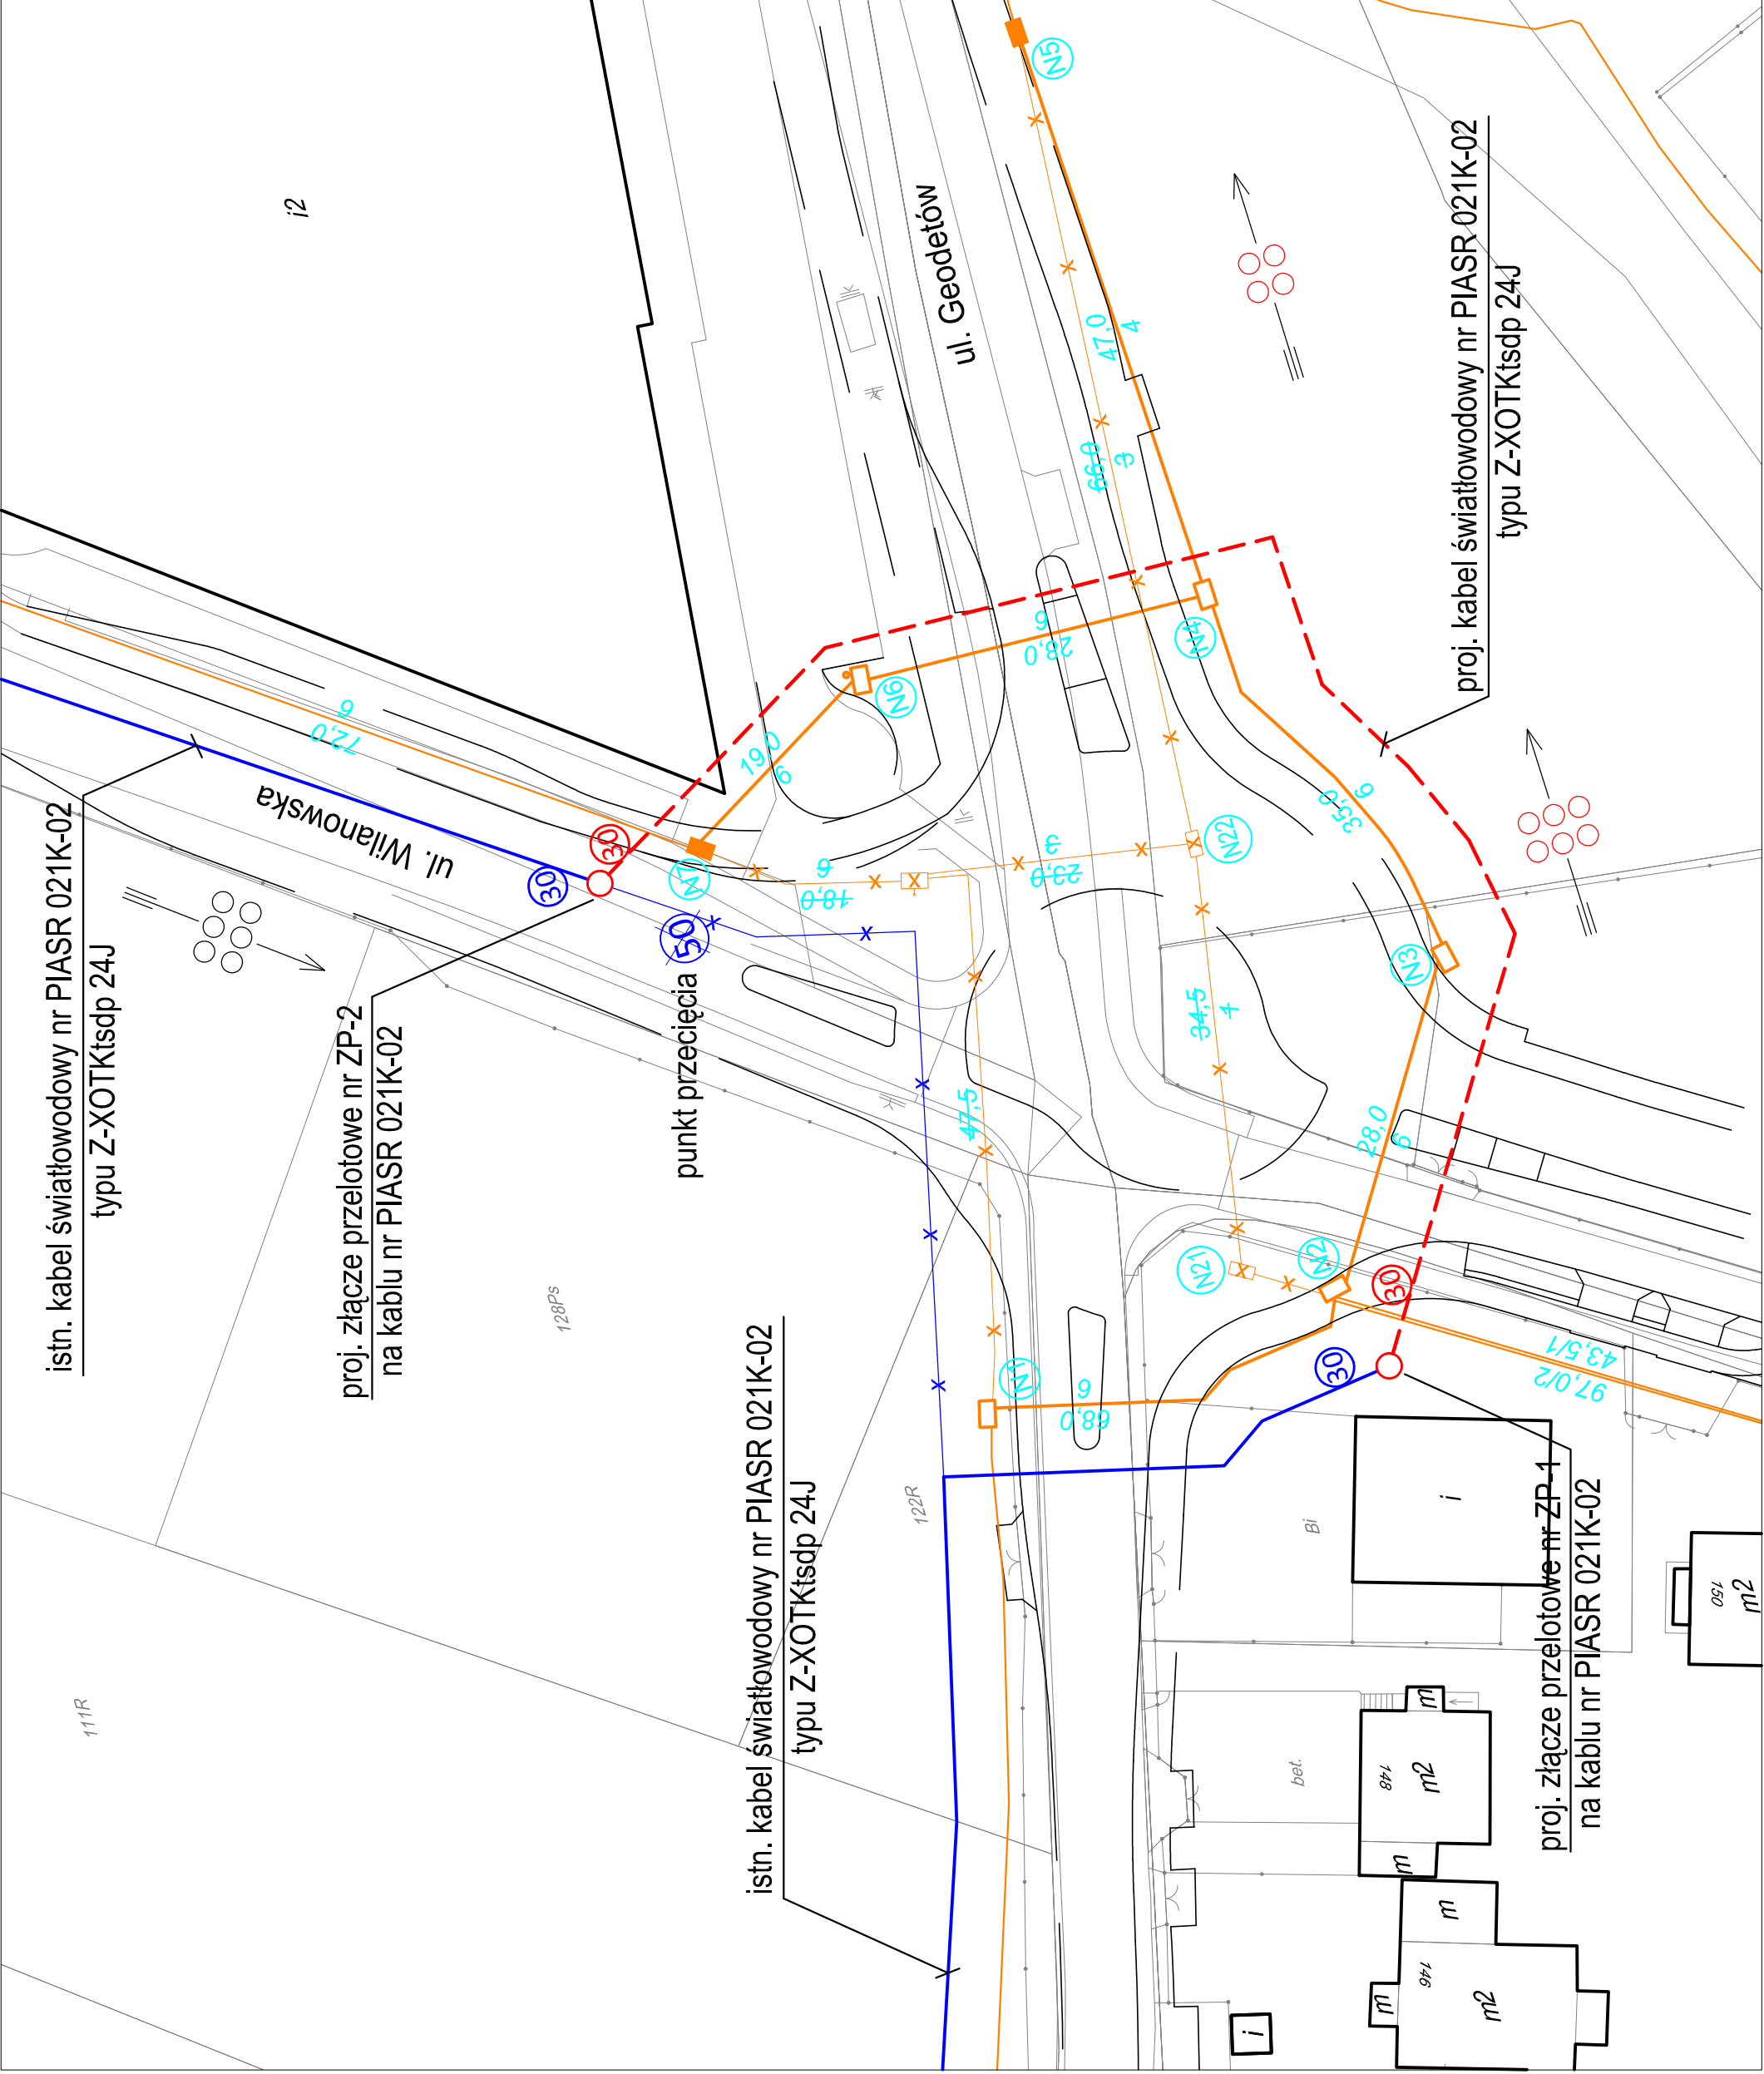 istn. kabel światłowodowy nr PIASR 021K-02
typu Z-XOTKtsdp 24J
proj. złącze przelotowe nr ZP-2
na kablu nr PIASR 021K-02
punkt przecięcia
50
30
30
ul. Wilanowska
ul. Geodetów
istn. kabel światłowodowy nr PIASR 021K-02
typu Z-XOTKtsdp 24J
proj. kabel światłowodowy nr PIASR 021K-02
typu Z-XOTKtsdp 24J
proj. złącze przelotowe nr ZP-1
na kablu nr PIASR 021K-02
30
30
i2
72,0
6
19,0
6
18,0
6
23,0
3
28,0
6
47,0
4
66,0
3
35,0
6
34,5
1
28,0
6
47,5
68,0
6
43,5/1
97,0/2
N1
N2
N3
N4
N5
N6
N7
N21
N22
111R
128Ps
122R
Bi
bet.
i
i
m
m
m
m
m2
148
m2
146
m2
150